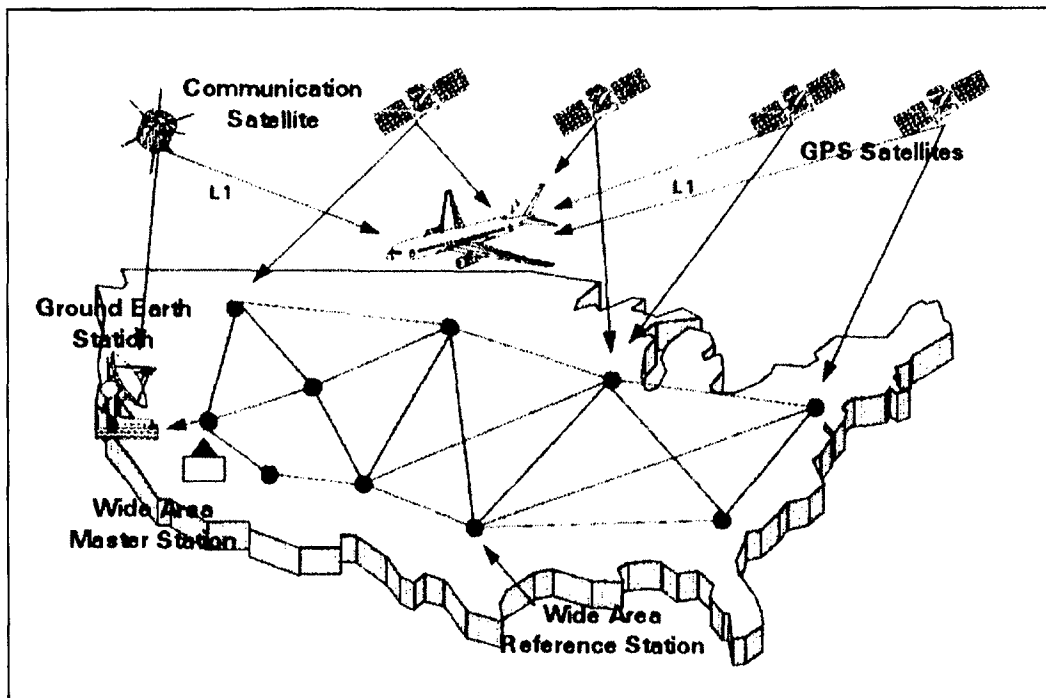 Communication
Satellite
GPS Satellites
L1
L1
Ground Earth
Station
Wide Area
Master Station
Wide Area
Reference Station